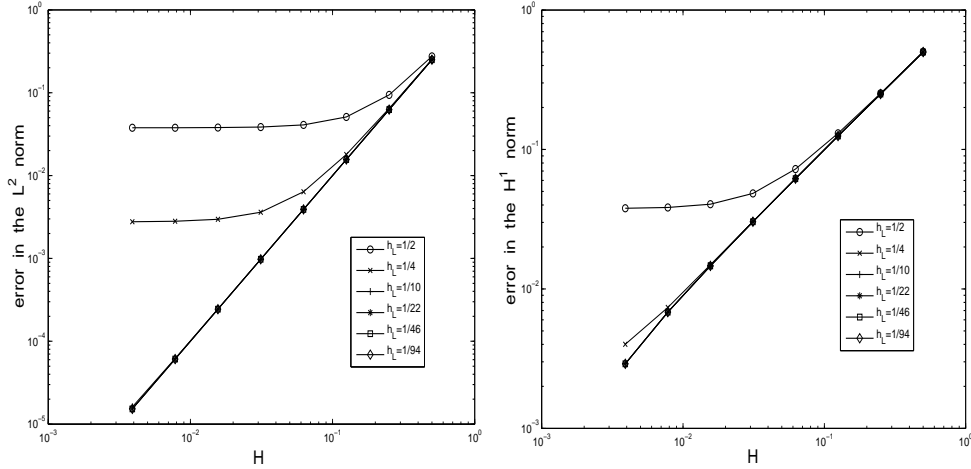 10^0
10^-1
10^-2
10^-3
10^-4
10^-5
10^-3
10^-2
10^-1
10^0
H
error in the L^2 norm
h_L=1/2
h_L=1/4
h_L=1/10
h_L=1/22
h_L=1/46
h_L=1/94
10^0
10^-1
10^-2
10^-3
10^-3
10^-2
10^-1
10^0
H
error in the H^1 norm
h_L=1/2
h_L=1/4
h_L=1/10
h_L=1/22
h_L=1/46
h_L=1/94